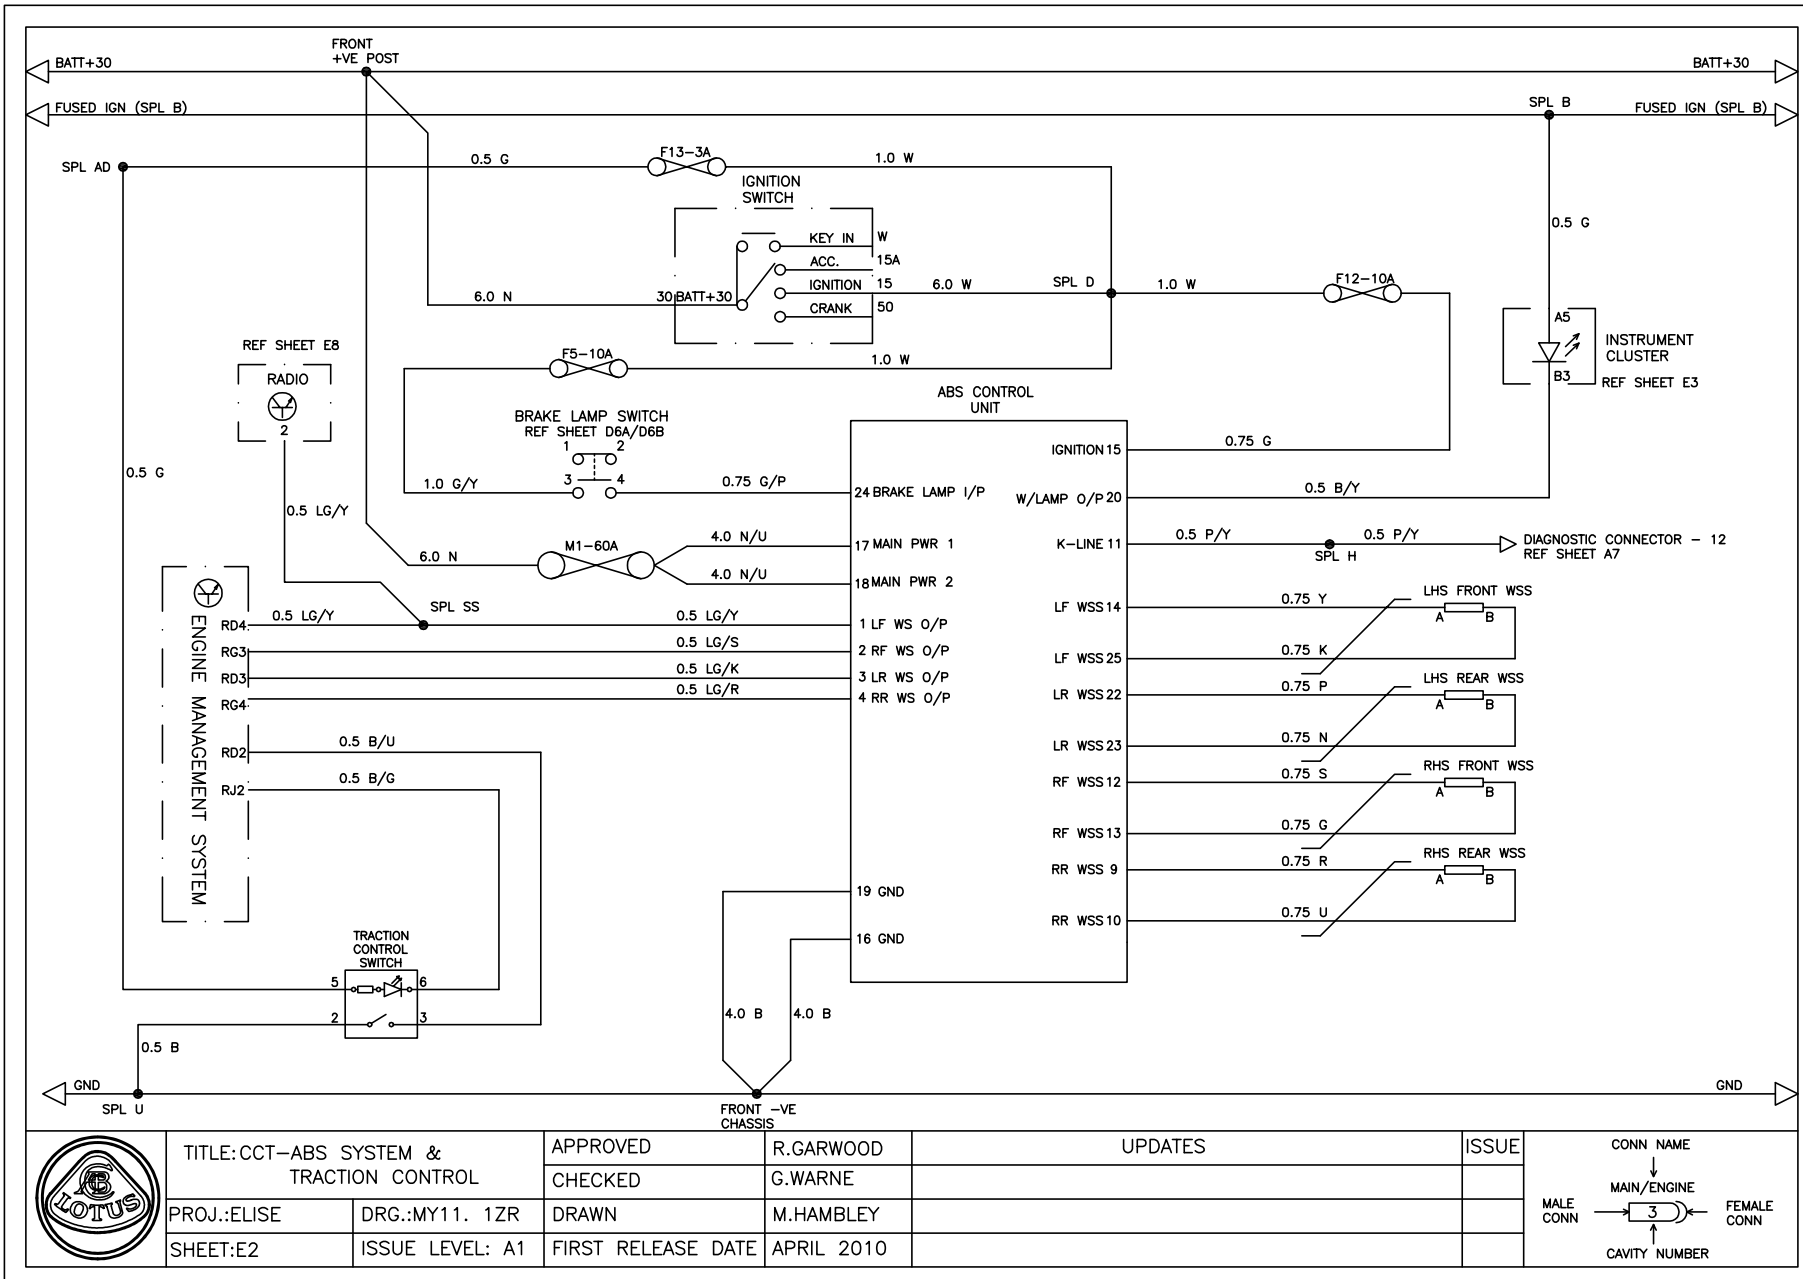 FRONT
+VE POST
BATT+30
BATT+30
FUSED IGN (SPL B)
SPL B
FUSED IGN (SPL B)
SPL AD
0.5 G
F13-3A
1.0 W
IGNITION
SWITCH
0.5 G
KEY IN W
ACC. 15A
IGNITION 15
CRANK 50
6.0 N
30 BATT+30
6.0 W
SPL D
1.0 W
F12-10A
A5
INSTRUMENT
CLUSTER
B3
REF SHEET E3
REF SHEET E8
RADIO
2
F5-10A
1.0 W
ABS CONTROL
UNIT
BRAKE LAMP SWITCH
REF SHEET D6A/D6B
1 2
3 4
0.5 G
1.0 G/Y
0.75 G/P
24 BRAKE LAMP I/P
IGNITION 15
0.75 G
W/LAMP O/P 20
0.5 B/Y
0.5 LG/Y
M1-60A
6.0 N
4.0 N/U
17 MAIN PWR 1
4.0 N/U
18 MAIN PWR 2
K-LINE 11
0.5 P/Y
SPL H
0.5 P/Y
DIAGNOSTIC CONNECTOR - 12
REF SHEET A7
ENGINE MANAGEMENT SYSTEM
RD4
0.5 LG/Y
SPL SS
0.5 LG/Y
1 LF WS O/P
RG3
0.5 LG/S
2 RF WS O/P
RD3
0.5 LG/K
3 LR WS O/P
RG4
0.5 LG/R
4 RR WS O/P
RD2
0.5 B/U
RJ2
0.5 B/G
LF WSS 14
0.75 Y
LHS FRONT WSS
A B
LF WSS 25
0.75 K
LR WSS 22
0.75 P
LHS REAR WSS
A B
LR WSS 23
0.75 N
RF WSS 12
0.75 S
RHS FRONT WSS
A B
RF WSS 13
0.75 G
RR WSS 9
0.75 R
RHS REAR WSS
A B
RR WSS 10
0.75 U
19 GND
16 GND
TRACTION
CONTROL
SWITCH
5 6
2 3
0.5 B
4.0 B
4.0 B
GND
SPL U
FRONT -VE
CHASSIS
GND
LOTUS
TITLE: CCT-ABS SYSTEM &
TRACTION CONTROL
PROJ.:ELISE
DRG.:MY11. 1ZR
SHEET:E2
ISSUE LEVEL: A1
APPROVED
R.GARWOOD
CHECKED
G.WARNE
DRAWN
M.HAMBLEY
FIRST RELEASE DATE
APRIL 2010
UPDATES
ISSUE
CONN NAME
MAIN/ENGINE
MALE
CONN
3
FEMALE
CONN
CAVITY NUMBER